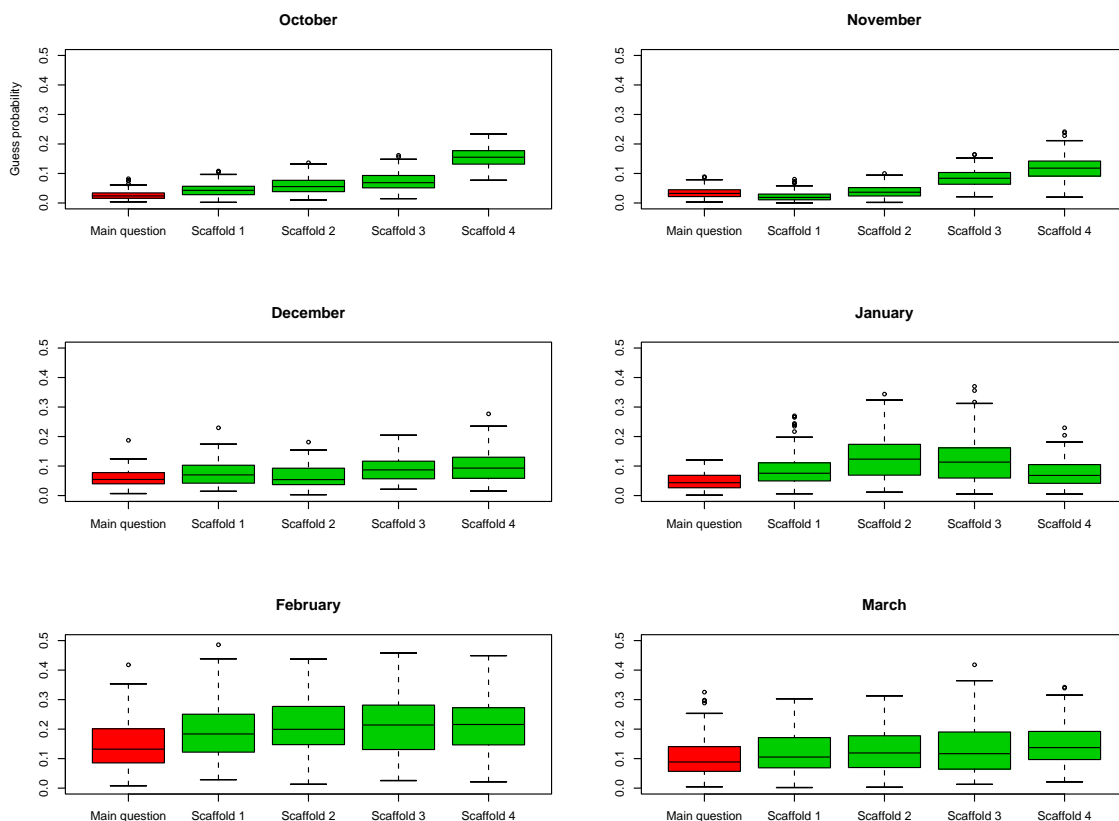 October
Guess probability
0.0 0.1 0.2 0.3 0.4 0.5
Main question Scaffold 1 Scaffold 2 Scaffold 3 Scaffold 4
November
0.0 0.1 0.2 0.3 0.4 0.5
Main question Scaffold 1 Scaffold 2 Scaffold 3 Scaffold 4
December
0.0 0.1 0.2 0.3 0.4 0.5
Main question Scaffold 1 Scaffold 2 Scaffold 3 Scaffold 4
January
0.0 0.1 0.2 0.3 0.4 0.5
Main question Scaffold 1 Scaffold 2 Scaffold 3 Scaffold 4
February
0.0 0.1 0.2 0.3 0.4 0.5
Main question Scaffold 1 Scaffold 2 Scaffold 3 Scaffold 4
March
0.0 0.1 0.2 0.3 0.4 0.5
Main question Scaffold 1 Scaffold 2 Scaffold 3 Scaffold 4